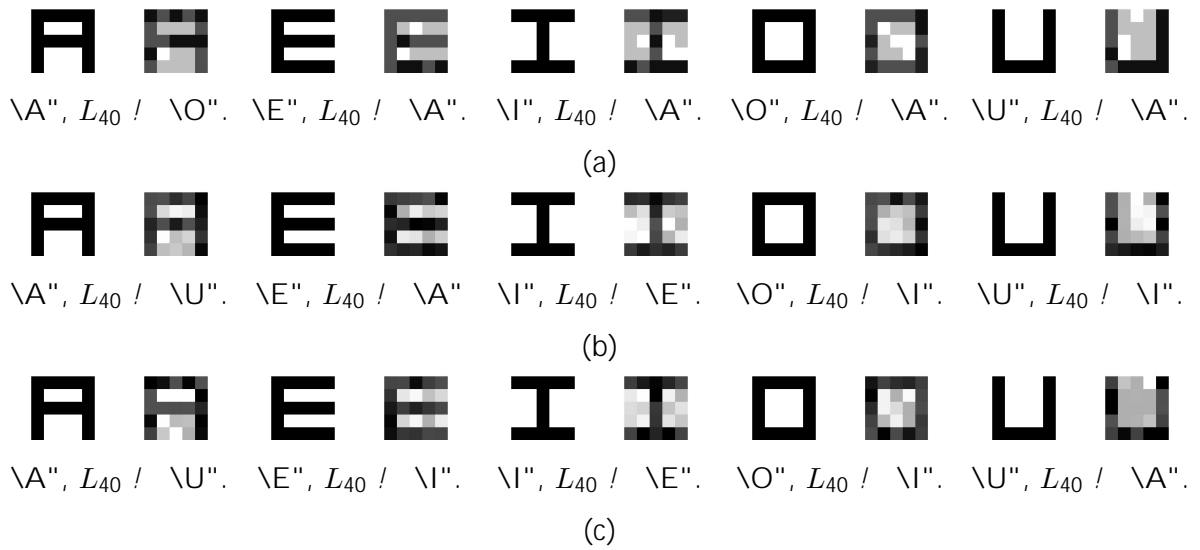 A E I O U
\A", L40 ! \O". \E", L40 ! \A". \I", L40 ! \A". \O", L40 ! \A". \U", L40 ! \A".
(a)
A E I O U
\A", L40 ! \U". \E", L40 ! \A" \I", L40 ! \E". \O", L40 ! \I". \U", L40 ! \I".
(b)
A E I O U
\A", L40 ! \U". \E", L40 ! \I". \I", L40 ! \E". \O", L40 ! \I". \U", L40 ! \A".
(c)